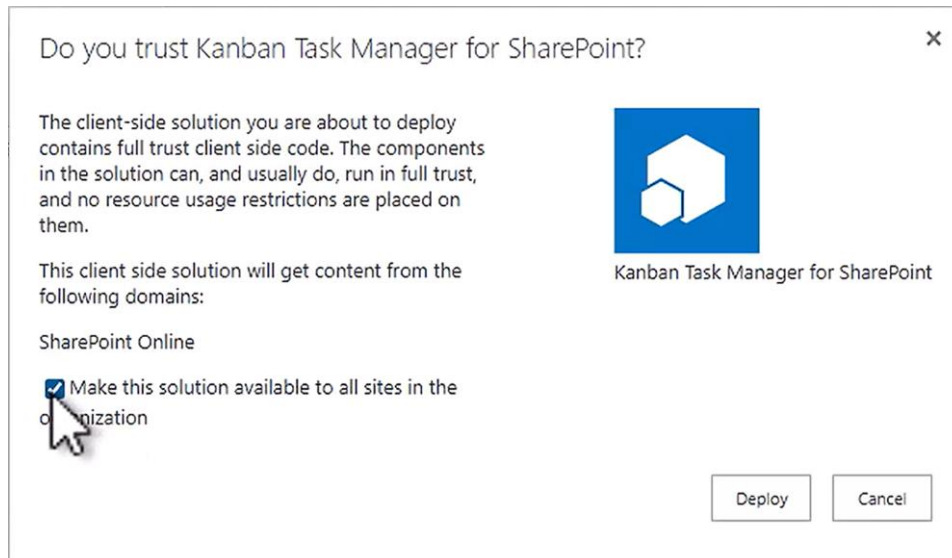 Do you trust Kanban Task Manager for SharePoint?
The client-side solution you are about to deploy
contains full trust client side code. The components
in the solution can, and usually do, run in full trust,
and no resource usage restrictions are placed on
them.
This client side solution will get content from the
following domains:
SharePoint Online
Make this solution available to all sites in the
organization
Kanban Task Manager for SharePoint
Deploy
Cancel